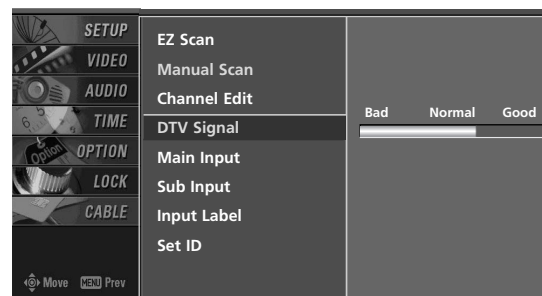 SETUP
VIDEO
AUDIO
TIME
OPTION
LOCK
CABLE
Move MENU Prev
EZ Scan
Manual Scan
Channel Edit
DTV Signal
Main Input
Sub Input
Input Label
Set ID
Bad Normal Good